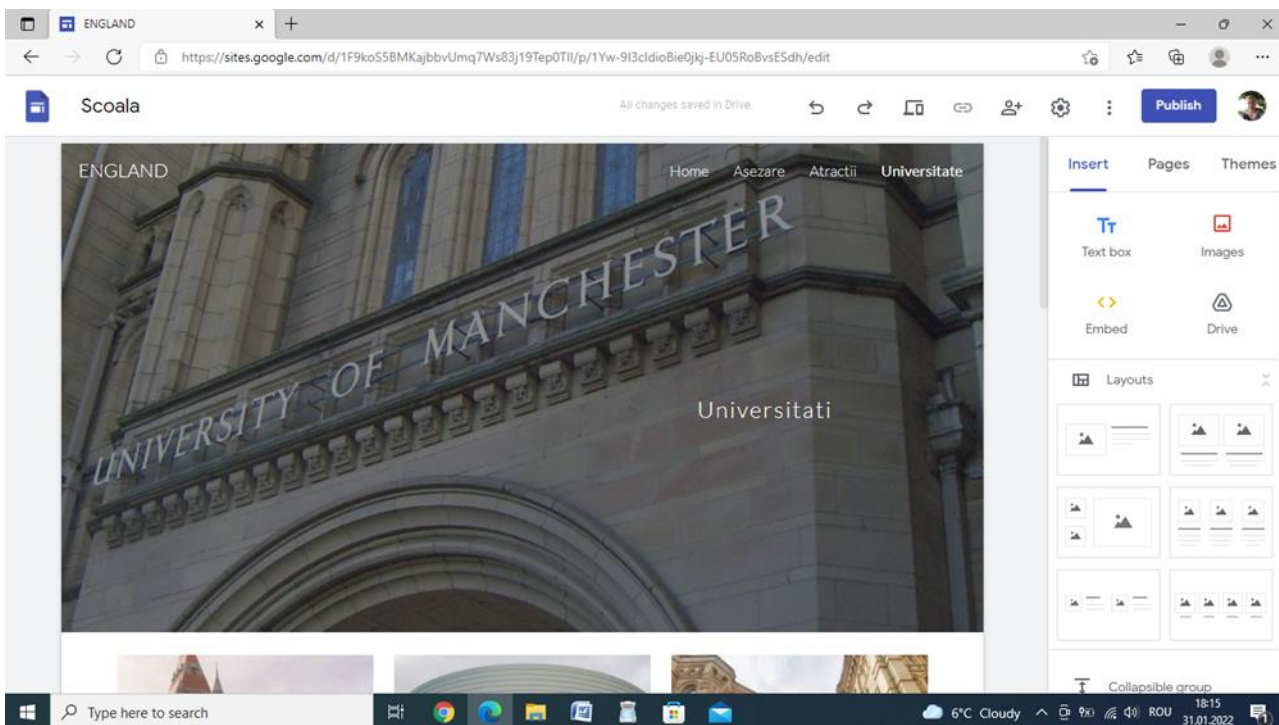 ENGLAND
https://sites.google.com/d/1F9koS5BMKajbbvUmq7Ws83j19Tep0TII/p/1Yw-9I3cIdioBie0jkj-EU05RoBvsESdh/edit
Scoala
All changes saved in Drive
Publish
ENGLAND
Home Asezare Atractii Universitate
UNIVERSITY OF MANCHESTER
Universitati
Insert Pages Themes
Text box Images
Embed Drive
Layouts
Collapsible group
Type here to search
6°C Cloudy
ROU
18:15
31.01.2022